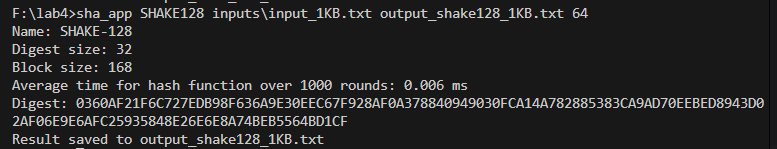 F:\lab4>sha_app SHAKE128 inputs\input_1KB.txt output_shake128_1KB.txt 64
Name: SHAKE-128
Digest size: 32
Block size: 168
Average time for hash function over 1000 rounds: 0.006 ms
Digest: 0360AF21F6C727EDB98F636A9E30EEC67F928AF0A378840949030FCA14A782885383CA9AD70EEBED8943D0
2AF06E9E6AFC25935848E26E6E8A74BEB5564BD1CF
Result saved to output_shake128_1KB.txt